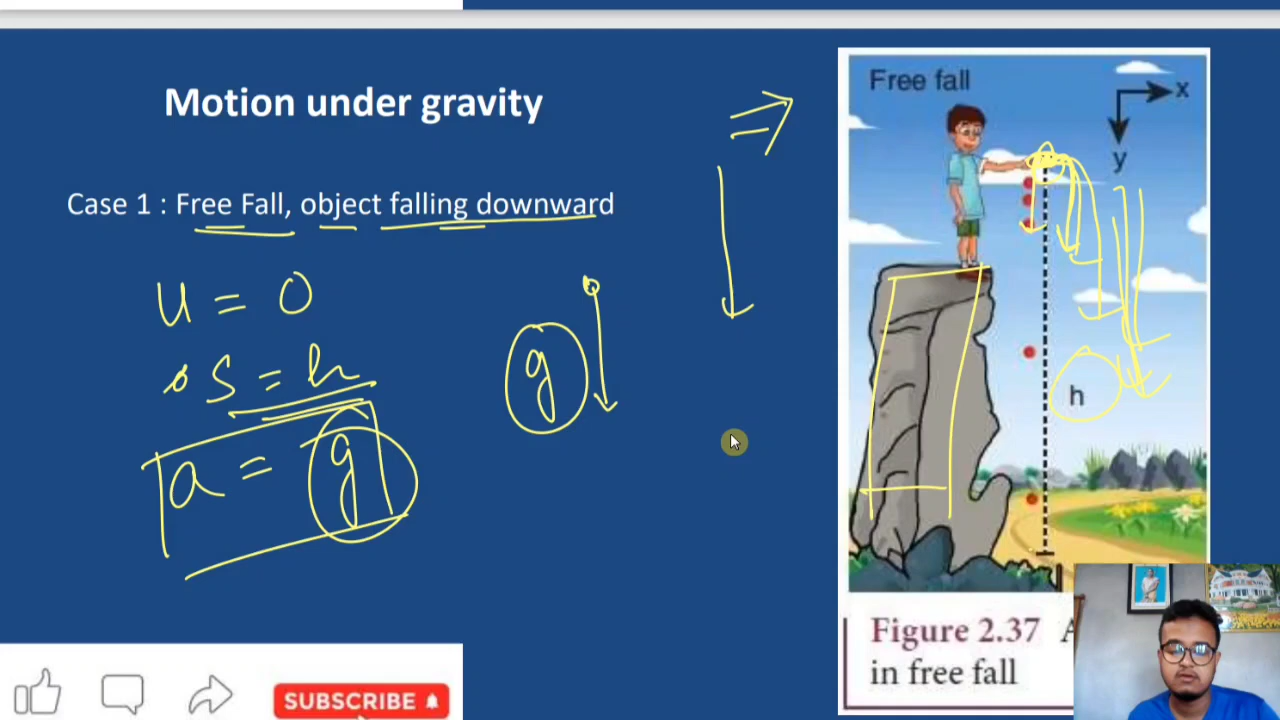 Motion under gravity
Case 1 : Free Fall, object falling downward
u = 0
S = h
a = g
g
Free fall
x
y
h
Figure 2.37 A
in free fall
SUBSCRIBE